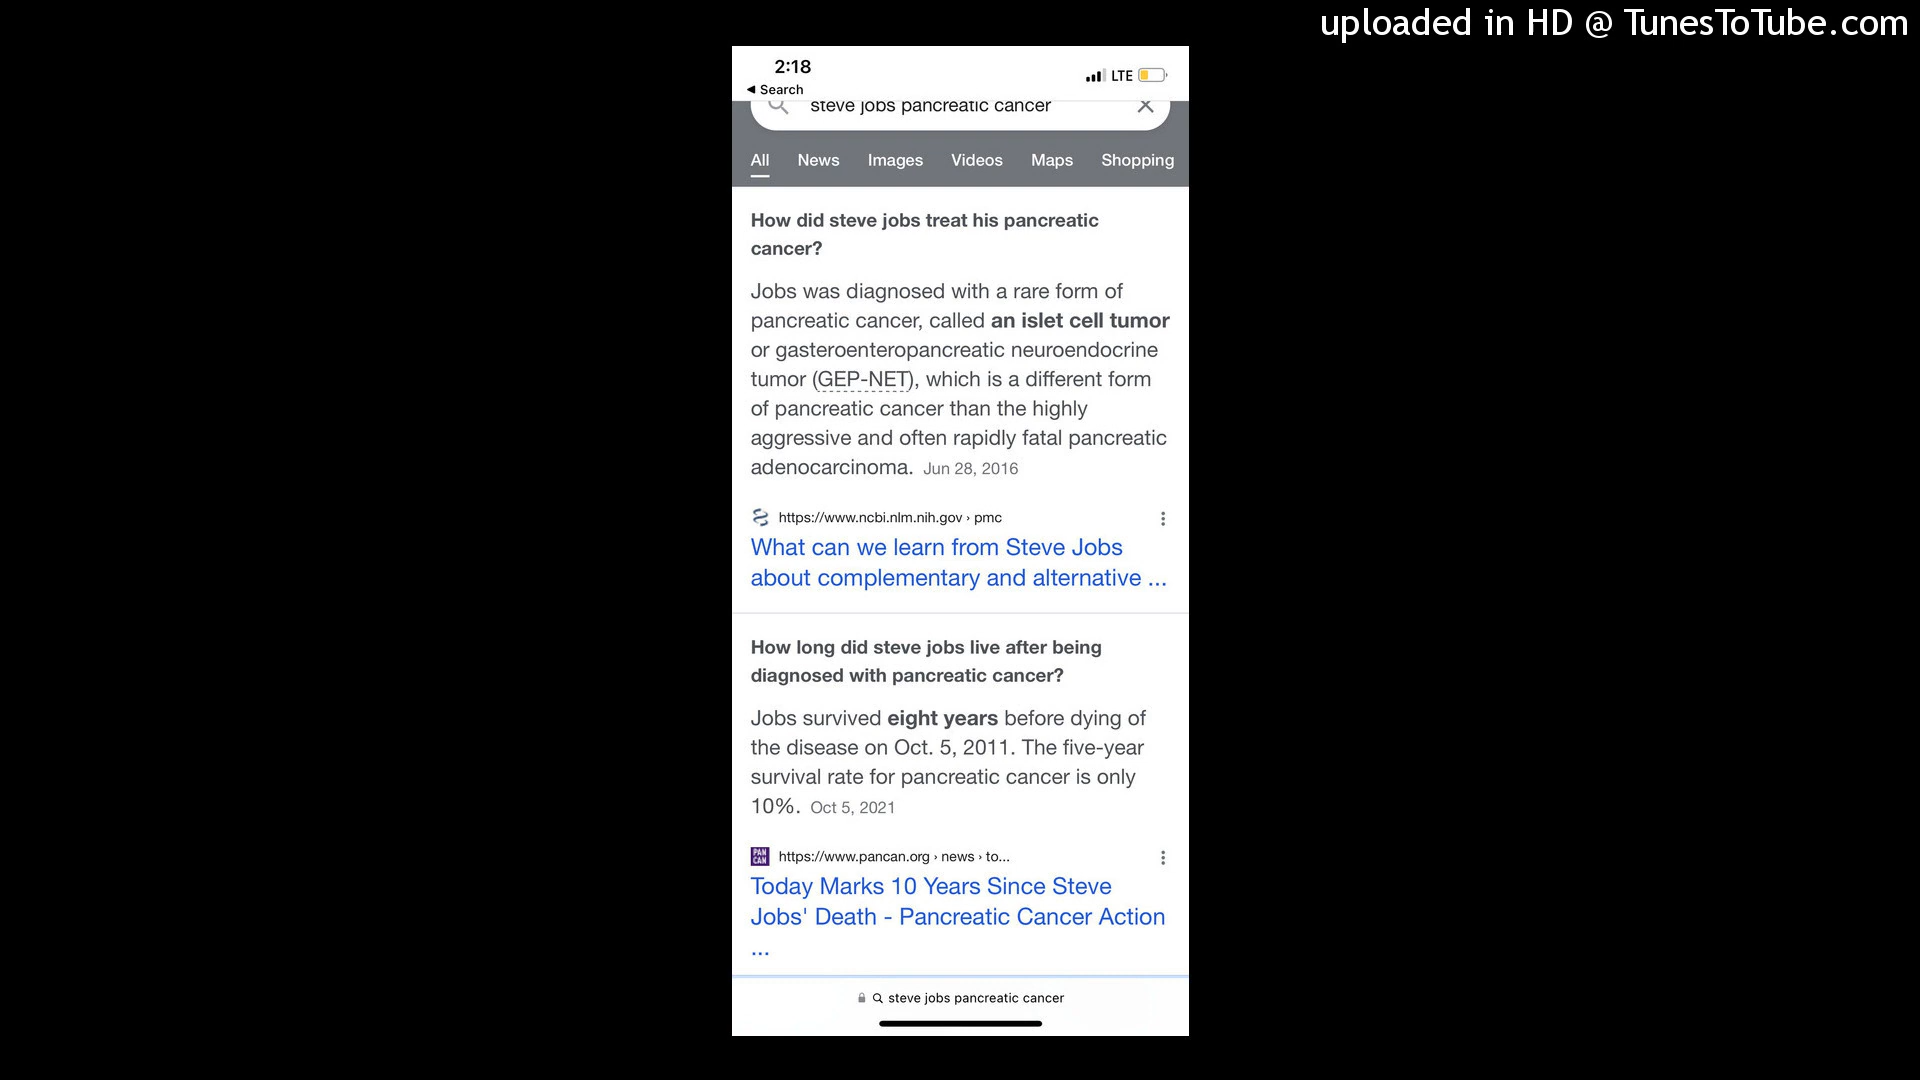 uploaded in HD @ TunesToTube.com
2:18
LTE
◄ Search
steve jobs pancreatic cancer
All News Images Videos Maps Shopping
How did steve jobs treat his pancreatic
cancer?
Jobs was diagnosed with a rare form of
pancreatic cancer, called an islet cell tumor
or gasteroenteropancreatic neuroendocrine
tumor (GEP-NET), which is a different form
of pancreatic cancer than the highly
aggressive and often rapidly fatal pancreatic
adenocarcinoma. Jun 28, 2016
https://www.ncbi.nlm.nih.gov › pmc
What can we learn from Steve Jobs
about complementary and alternative ...
How long did steve jobs live after being
diagnosed with pancreatic cancer?
Jobs survived eight years before dying of
the disease on Oct. 5, 2011. The five-year
survival rate for pancreatic cancer is only
10%. Oct 5, 2021
PAN
CAN
https://www.pancan.org › news › to...
Today Marks 10 Years Since Steve
Jobs' Death - Pancreatic Cancer Action
...
steve jobs pancreatic cancer